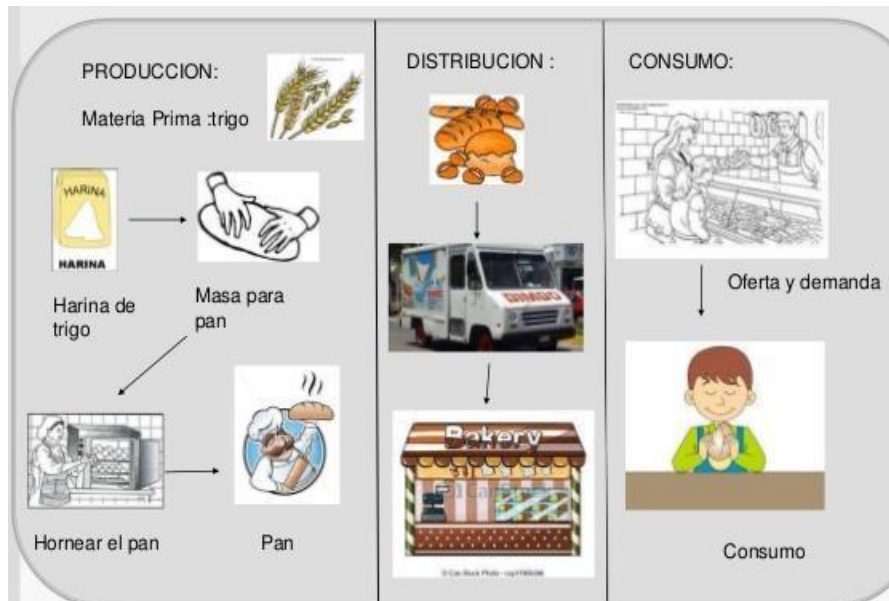 PRODUCCION:
Materia Prima :trigo
HARINA
HARINA
Harina de
trigo
Masa para
pan
Hornear el pan
Pan
DISTRIBUCION :
BIMBO
Bakery
CONSUMO:
Oferta y demanda
Consumo